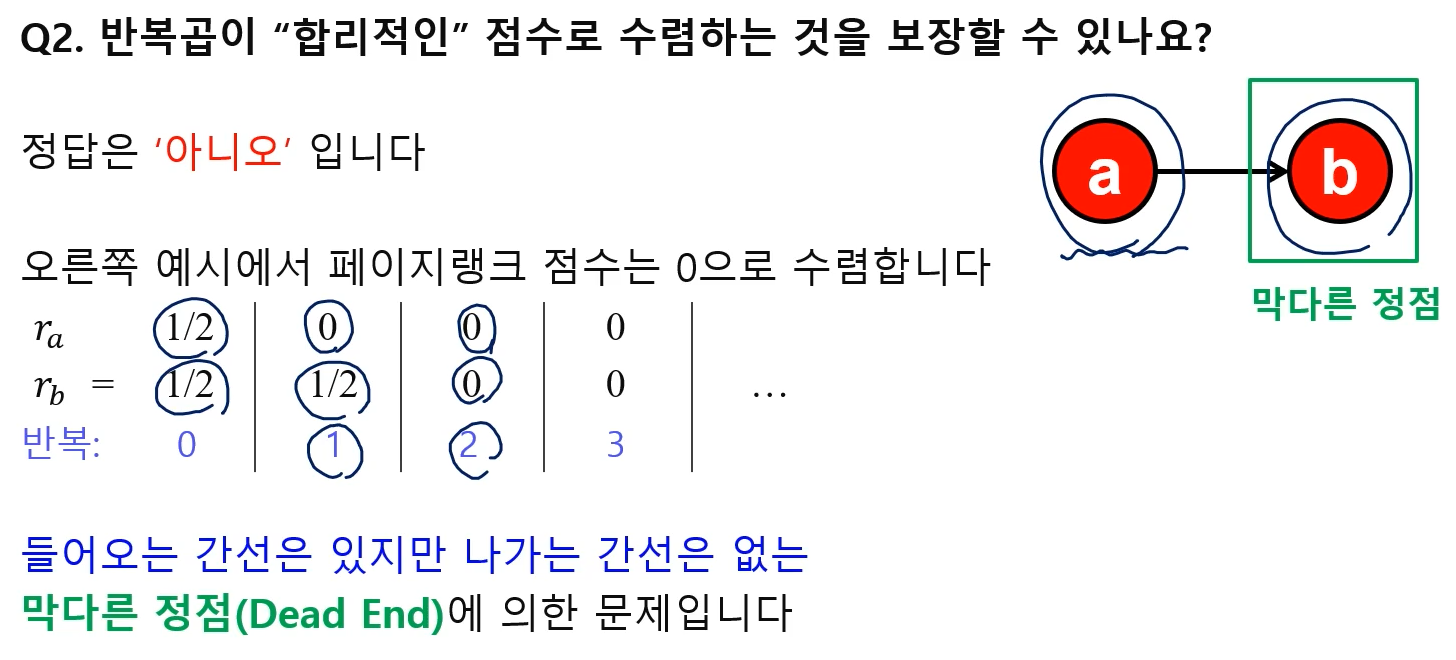 Q2. 반복곱이 “합리적인” 점수로 수렴하는 것을 보장할 수 있나요?
정답은 ‘아니오’ 입니다
a b
막다른 정점
오른쪽 예시에서 페이지랭크 점수는 0으로 수렴합니다
r_a 1/2 0 0 0
r_b = 1/2 1/2 0 0 …
반복: 0 1 2 3
들어오는 간선은 있지만 나가는 간선은 없는
막다른 정점(Dead End)에 의한 문제입니다